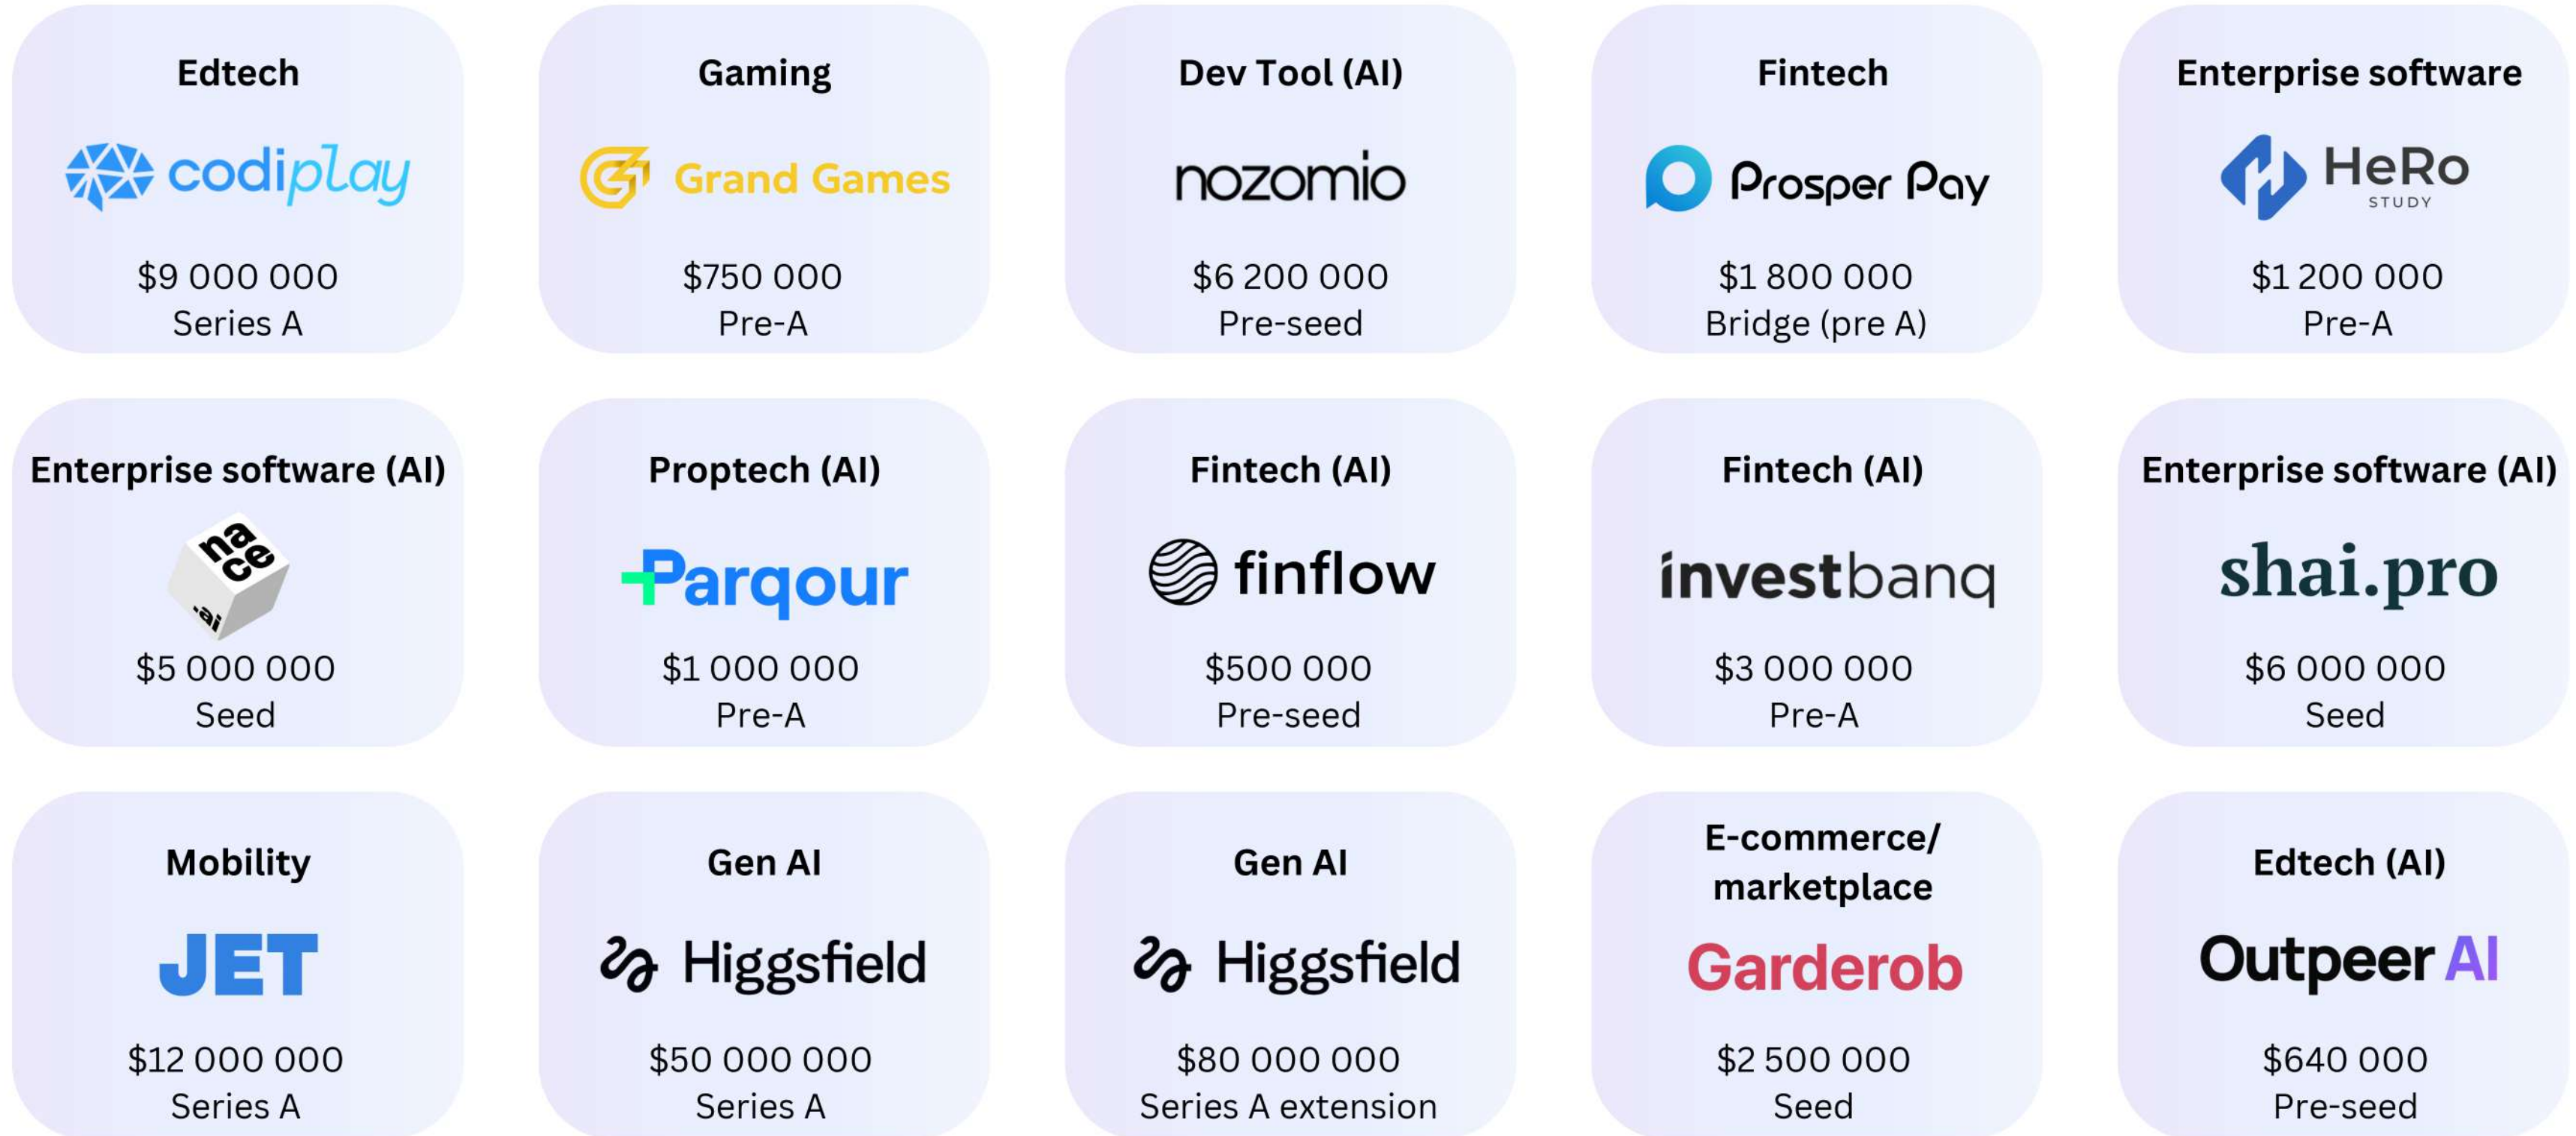 Edtech
codiplay
$9 000 000
Series A
Gaming
Grand Games
$750 000
Pre-A
Dev Tool (AI)
nozomio
$6 200 000
Pre-seed
Fintech
Prosper Pay
$1 800 000
Bridge (pre A)
Enterprise software
HeRo
STUDY
$1 200 000
Pre-A
Enterprise software (AI)
na
ce
.ai
$5 000 000
Seed
Proptech (AI)
Parqour
$1 000 000
Pre-A
Fintech (AI)
finflow
$500 000
Pre-seed
Fintech (AI)
investbanq
$3 000 000
Pre-A
Enterprise software (AI)
shai.pro
$6 000 000
Seed
Mobility
JET
$12 000 000
Series A
Gen AI
Higgsfield
$50 000 000
Series A
Gen AI
Higgsfield
$80 000 000
Series A extension
E-commerce/
marketplace
Garderob
$2 500 000
Seed
Edtech (AI)
Outpeer AI
$640 000
Pre-seed